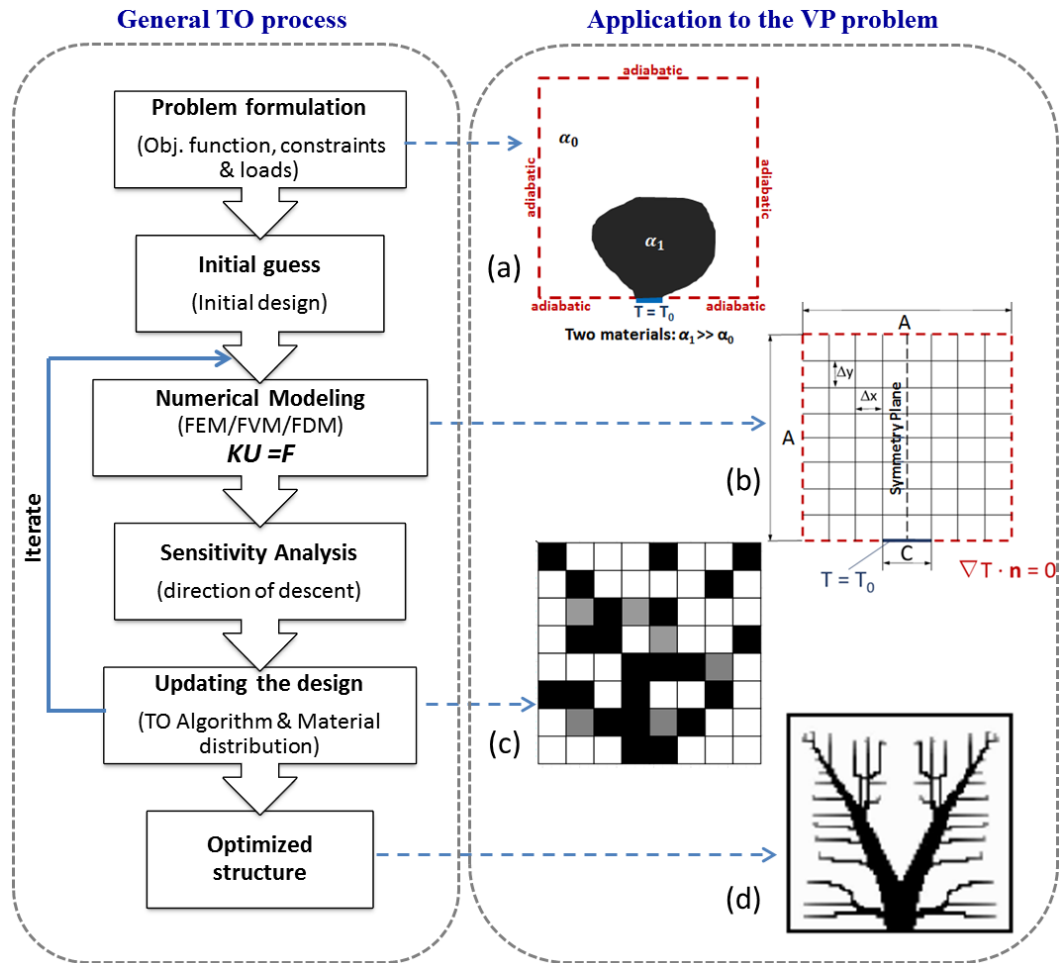 General TO process
Application to the VP problem
Problem formulation
(Obj. function, constraints
& loads)
Initial guess
(Initial design)
Numerical Modeling
(FEM/FVM/FDM)
KU =F
Sensitivity Analysis
(direction of descent)
Updating the design
(TO Algorithm & Material
distribution)
Optimized
structure
Iterate
adiabatic
α₀
adiabatic
adiabatic
α₁
(a)
adiabatic
adiabatic
T = T₀
Two materials: α₁ >> α₀
A
Δy
Δx
Symmetry Plane
A
(b)
C
T = T₀
∇T · n = 0
(c)
(d)